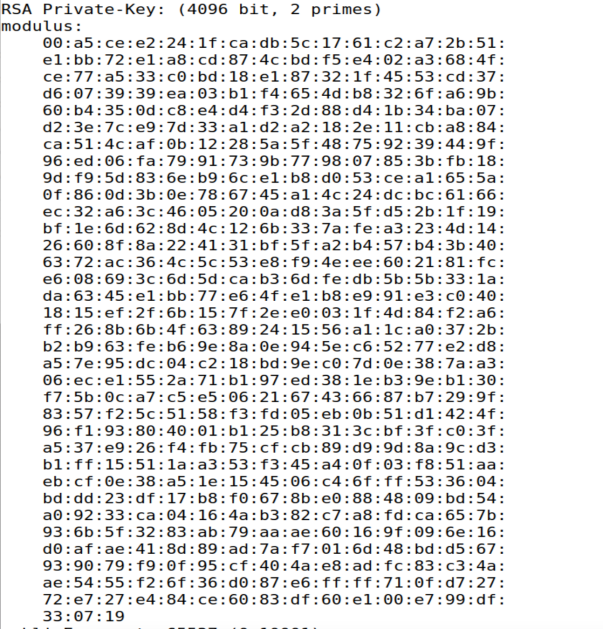 RSA Private-Key: (4096 bit, 2 primes)
modulus:
00:a5:ce:e2:24:1f:ca:db:5c:17:61:c2:a7:2b:51:
e1:bb:72:e1:a8:cd:87:4c:bd:f5:e4:02:a3:68:4f:
ce:77:a5:33:c0:bd:18:e1:87:32:1f:45:53:cd:37:
d6:07:39:39:ea:03:b1:f4:65:4d:b8:32:6f:a6:9b:
60:b4:35:0d:c8:e4:d4:f3:2d:88:d4:1b:34:ba:07:
d2:3e:7c:e9:7d:33:a1:d2:a2:18:2e:11:cb:a8:84:
ca:51:4c:af:0b:12:28:5a:5f:48:75:92:39:44:9f:
96:ed:06:fa:79:91:73:9b:77:98:07:85:3b:fb:18:
9d:f9:5d:83:6e:b9:6c:e1:b8:d0:53:ce:a1:65:5a:
0f:86:0d:3b:0e:78:67:45:a1:4c:24:dc:bc:61:66:
ec:32:a6:3c:46:05:20:0a:d8:3a:5f:d5:2b:1f:19:
bf:1e:6d:62:8d:4c:12:6b:33:7a:fe:a3:23:4d:14:
26:60:8f:8a:22:41:31:bf:5f:a2:b4:57:b4:3b:40:
63:72:ac:36:4c:5c:53:e8:f9:4e:ee:60:21:81:fc:
e6:08:69:3c:6d:5d:ca:b3:6d:fe:db:5b:5b:33:1a:
da:63:45:e1:bb:77:e6:4f:e1:b8:e9:91:e3:c0:40:
18:15:ef:2f:6b:15:7f:2e:e0:03:1f:4d:84:f2:a6:
ff:26:8b:6b:4f:63:89:24:15:56:a1:1c:a0:37:2b:
b2:b9:63:fe:b6:9e:8a:0e:94:5e:c6:52:77:e2:d8:
a5:7e:95:dc:04:c2:18:bd:9e:c0:7d:0e:38:7a:a3:
06:ec:e1:55:2a:71:b1:97:ed:38:1e:b3:9e:b1:30:
f7:5b:0c:a7:c5:e5:06:21:67:43:66:87:b7:29:9f:
83:57:f2:5c:51:58:f3:fd:05:eb:0b:51:d1:42:4f:
96:f1:93:80:40:01:b1:25:b8:31:3c:bf:3f:c0:3f:
a5:37:e9:26:f4:fb:75:cf:cb:89:d9:9d:8a:9c:d3:
b1:ff:15:51:1a:a3:53:f3:45:a4:0f:03:f8:51:aa:
eb:cf:0e:38:a5:1e:15:45:06:c4:6f:ff:53:36:04:
bd:dd:23:df:17:b8:f0:67:8b:e0:88:48:09:bd:54:
a0:92:33:ca:04:16:4a:b3:82:c7:a8:fd:ca:65:7b:
93:6b:5f:32:83:ab:79:aa:ae:60:16:9f:09:6e:16:
d0:af:ae:41:8d:89:ad:7a:f7:01:6d:48:bd:d5:67:
93:90:79:f9:0f:95:cf:40:4a:e8:ad:fc:83:c3:4a:
ae:54:55:f2:6f:36:d0:87:e6:ff:ff:71:0f:d7:27:
72:e7:27:e4:84:ce:60:83:df:60:e1:00:e7:99:df:
33:07:19